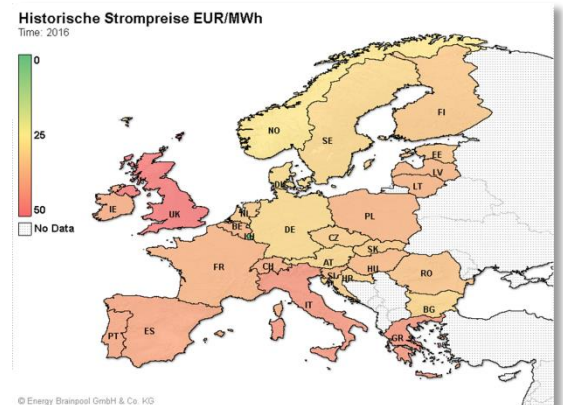 Historische Strompreise EUR/MWh
Time: 2016
0
25
50
No Data
NO
SE
FI
EE
LV
LT
DK
IE
UK
NL
BE
PL
DE
CZ
SK
FR
CH
AT
HU
RO
SI
HR
IT
BG
PT
ES
GR
© Energy Brainpool GmbH & Co. KG